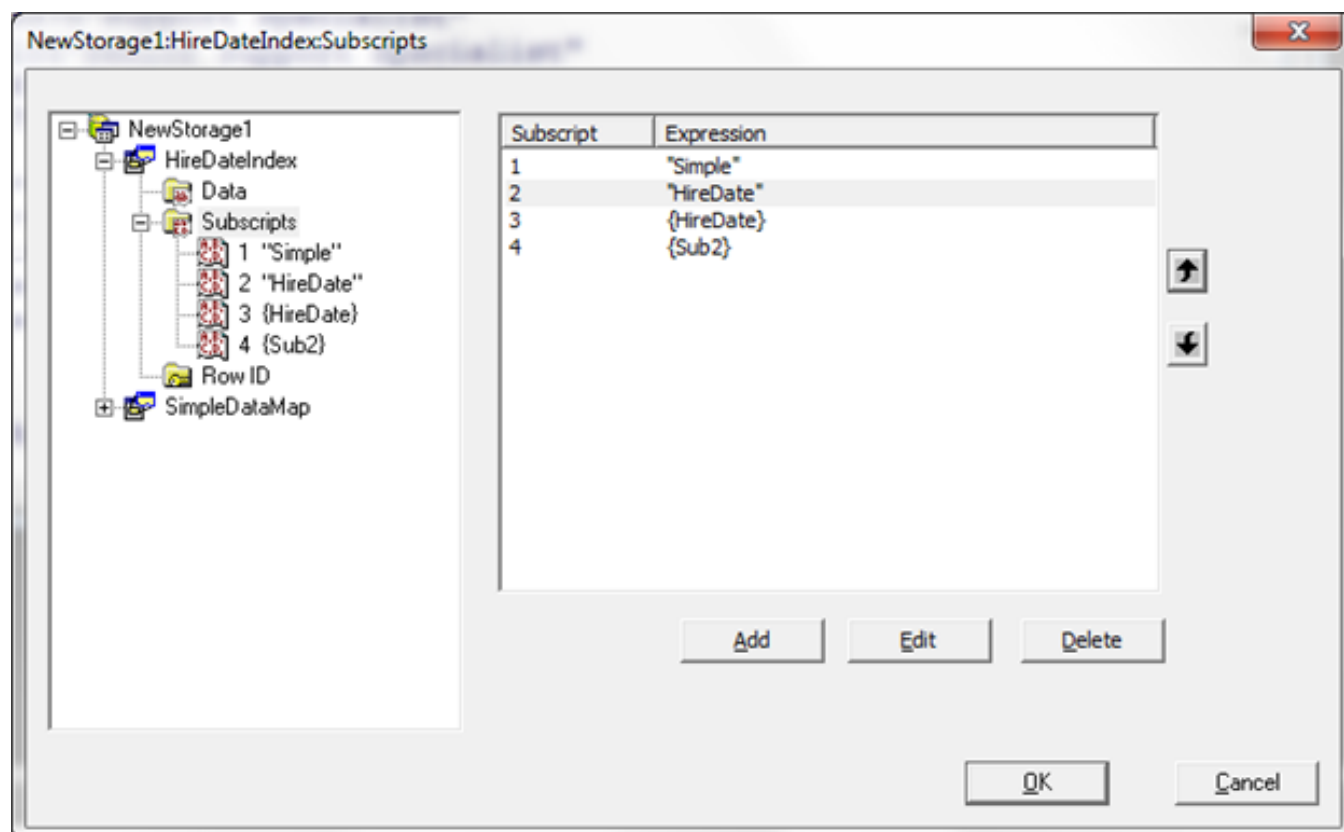 NewStorage1:HireDateIndex:Subscripts
NewStorage1
HireDateIndex
Data
Subscripts
1 "Simple"
2 "HireDate"
3 {HireDate}
4 {Sub2}
Row ID
SimpleDataMap
Subscript Expression
1 "Simple"
2 "HireDate"
3 {HireDate}
4 {Sub2}
Add Edit Delete
OK Cancel